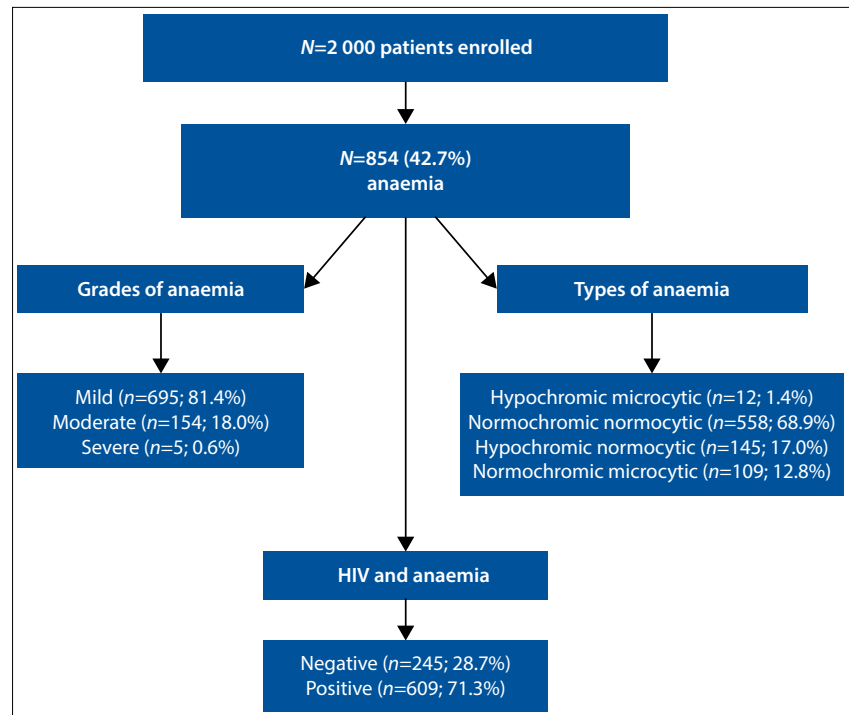 N=2 000 patients enrolled
N=854 (42.7%)
anaemia
Grades of anaemia
Types of anaemia
Mild (n=695; 81.4%)
Moderate (n=154; 18.0%)
Severe (n=5; 0.6%)
Hypochromic microcytic (n=12; 1.4%)
Normochromic normocytic (n=558; 68.9%)
Hypochromic normocytic (n=145; 17.0%)
Normochromic microcytic (n=109; 12.8%)
HIV and anaemia
Negative (n=245; 28.7%)
Positive (n=609; 71.3%)